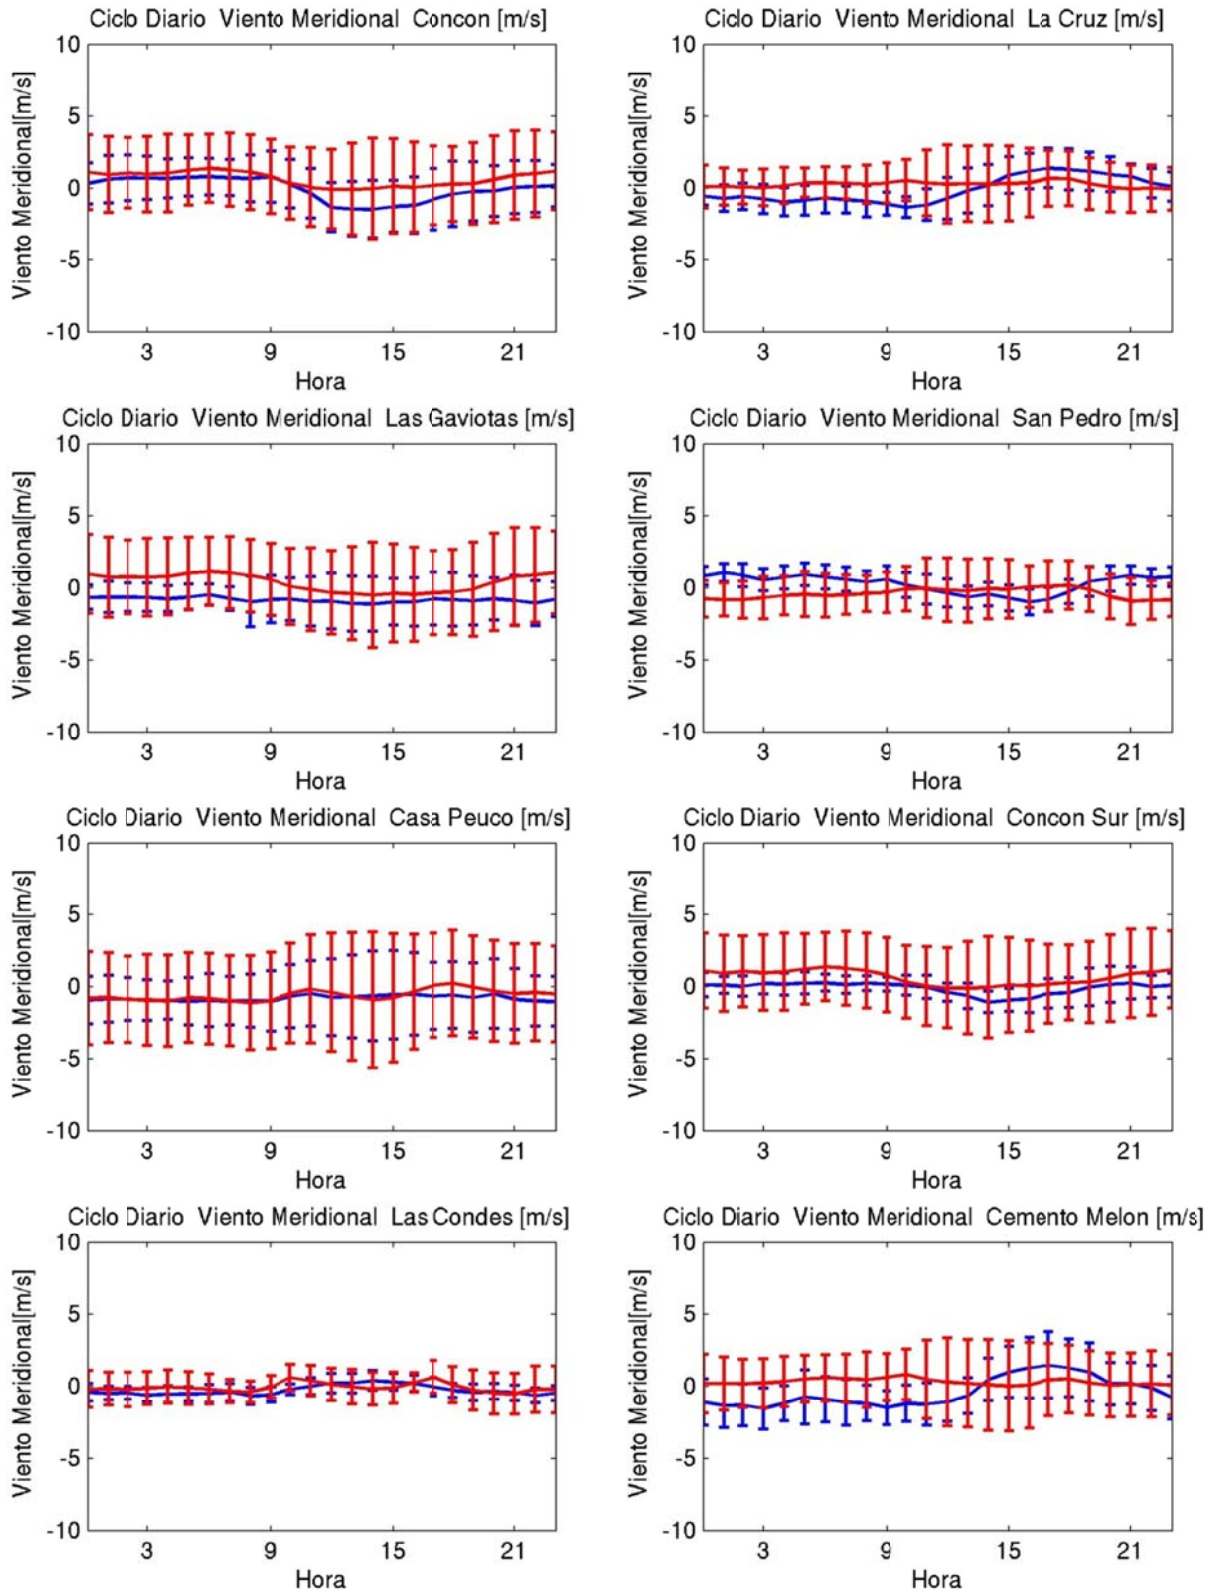 Ciclo Diario Viento Meridional Concon [m/s]
10
5
0
-5
-10
Viento Meridional[m/s]
3 9 15 21
Hora
Ciclo Diario Viento Meridional La Cruz [m/s]
10
5
0
-5
-10
Viento Meridional[m/s]
3 9 15 21
Hora
Ciclo Diario Viento Meridional Las Gaviotas [m/s]
10
5
0
-5
-10
Viento Meridional[m/s]
3 9 15 21
Hora
Ciclo Diario Viento Meridional San Pedro [m/s]
10
5
0
-5
-10
Viento Meridional[m/s]
3 9 15 21
Hora
Ciclo Diario Viento Meridional Casa Peuco [m/s]
10
5
0
-5
-10
Viento Meridional[m/s]
3 9 15 21
Hora
Ciclo Diario Viento Meridional Concon Sur [m/s]
10
5
0
-5
-10
Viento Meridional[m/s]
3 9 15 21
Hora
Ciclo Diario Viento Meridional Las Condes [m/s]
10
5
0
-5
-10
Viento Meridional[m/s]
3 9 15 21
Hora
Ciclo Diario Viento Meridional Cemento Melon [m/s]
10
5
0
-5
-10
Viento Meridional[m/s]
3 9 15 21
Hora